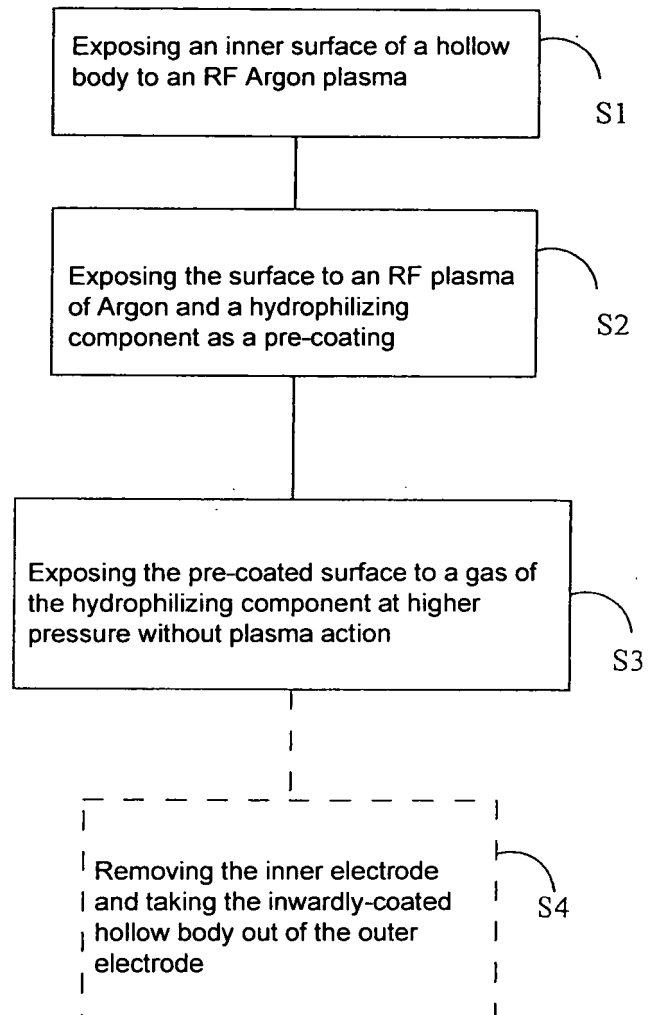 Exposing an inner surface of a hollow
body to an RF Argon plasma
S1
Exposing the surface to an RF plasma
of Argon and a hydrophilizing
component as a pre-coating
S2
Exposing the pre-coated surface to a gas of
the hydrophilizing component at higher
pressure without plasma action
S3
Removing the inner electrode
and taking the inwardly-coated
hollow body out of the outer
electrode
S4